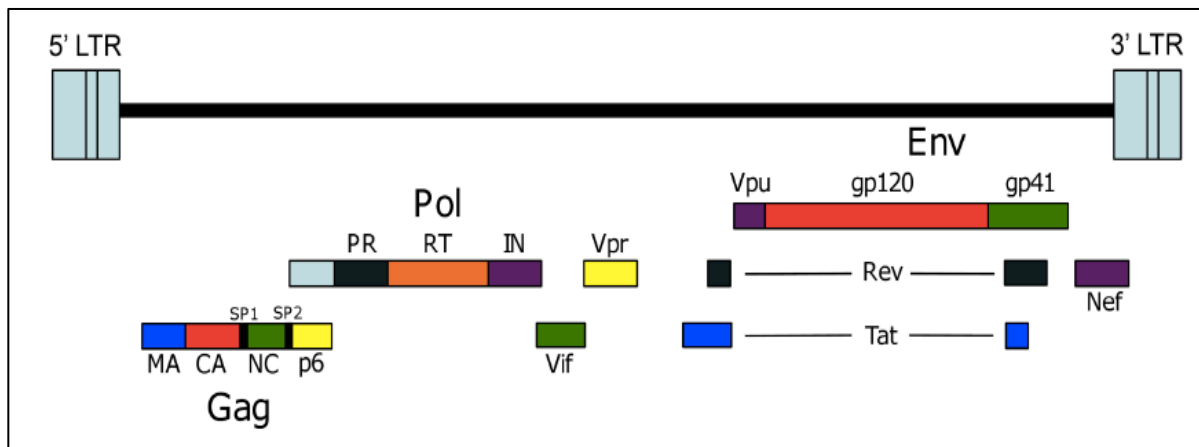 5' LTR
3' LTR
Env
Vpu gp120 gp41
Pol
PR RT IN Vpr
Rev
Nef
SP1 SP2
Tat
MA CA NC p6
Vif
Gag